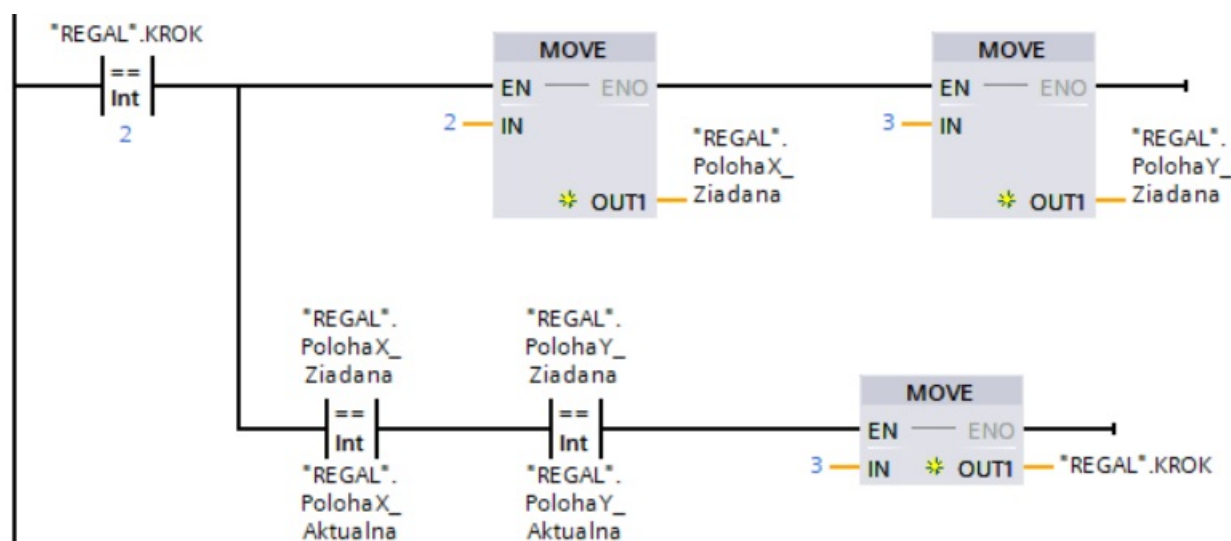 "REGAL".KROK
==
Int
2
MOVE
EN ENO
2 IN
OUT1
"REGAL".
PolohaX_
Ziadana
MOVE
EN ENO
3 IN
OUT1
"REGAL".
PolohaY_
Ziadana
"REGAL".
PolohaX_
Ziadana
==
Int
"REGAL".
PolohaX_
Aktualna
"REGAL".
PolohaY_
Ziadana
==
Int
"REGAL".
PolohaY_
Aktualna
MOVE
EN ENO
3 IN OUT1 "REGAL".KROK